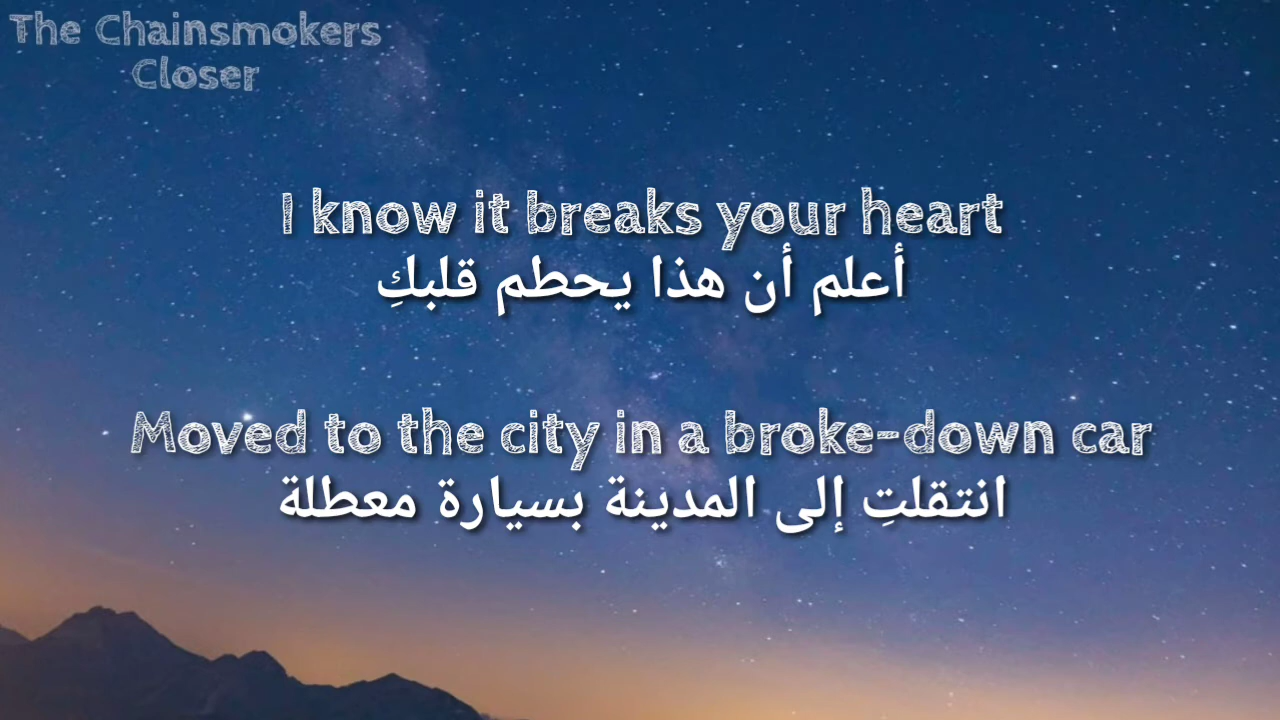 The Chainsmokers
Closer
I know it breaks your heart
أعلم أن هذا يحطم قلبكِ
Moved to the city in a broke-down car
انتقلتِ إلى المدينة بسيارة معطلة